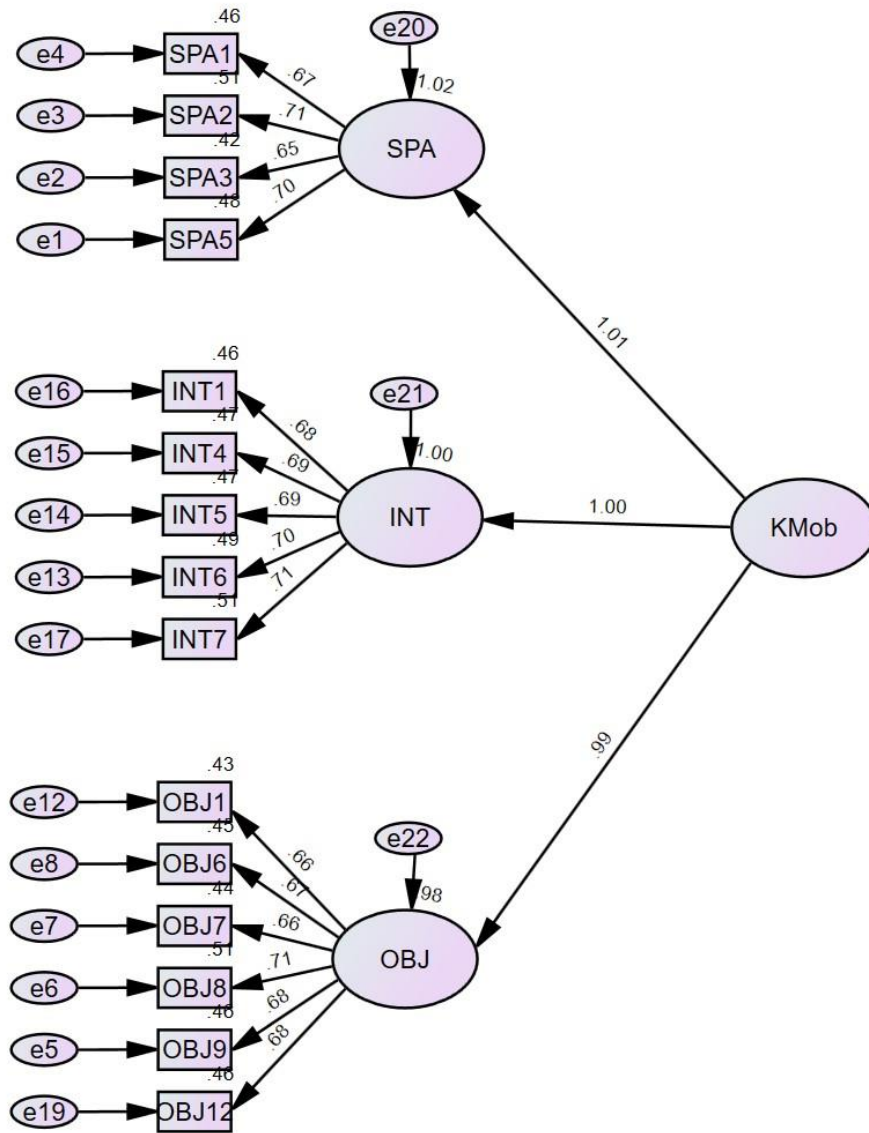 .46
e4 SPA1 e20
.51 .67 1.02
e3 SPA2 .71 SPA
.42 .65
e2 SPA3 .70
.48
e1 SPA5
1.01
.46
e16 INT1 e21
.47 .68 1.00
e15 INT4 .69
.47 .69 1.00
e14 INT5 INT KMob
.49 .70
e13 INT6 .71
.51
e17 INT7
.99
.43
e12 OBJ1 e22
.45 .66
e8 OBJ6 .67 .98
.44 .66
e7 OBJ7 OBJ
.51 .71
e6 OBJ8 .68
.46 .68
e5 OBJ9
.46
e19 OBJ12